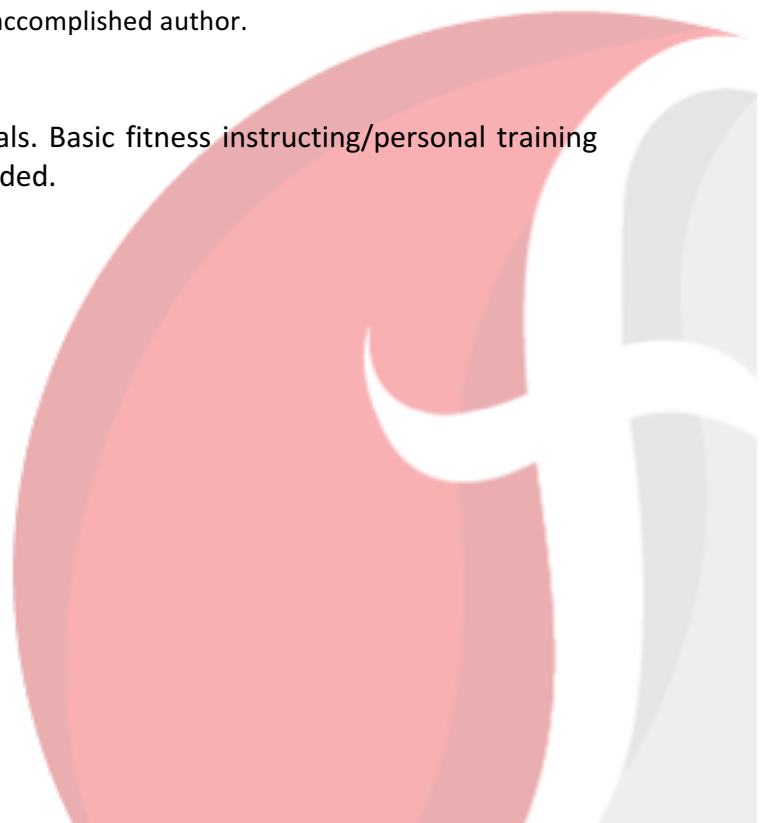 accomplished author.
als. Basic fitness instructing/personal training
ded.